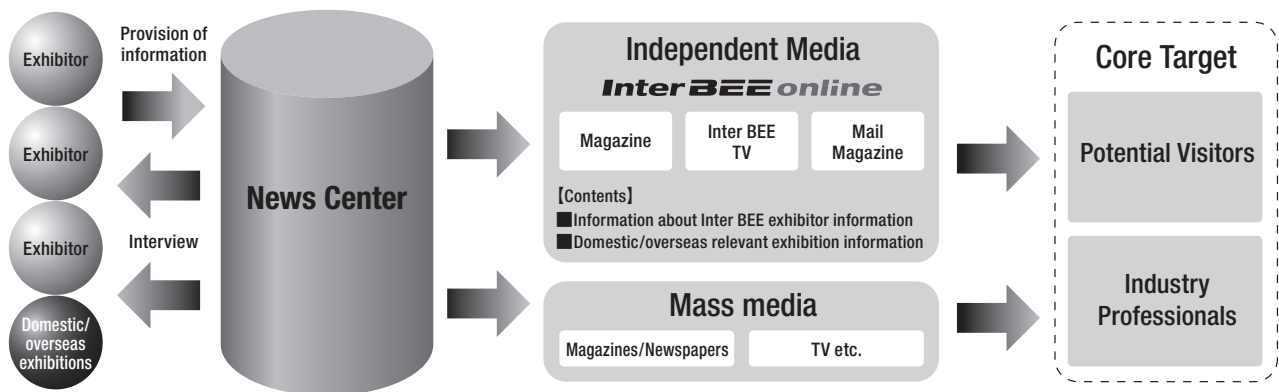 Exhibitor
Exhibitor
Exhibitor
Domestic/
overseas
exhibitions
Provision of
information
Interview
News Center
Independent Media
Inter BEE online
Magazine
Inter BEE
TV
Mail
Magazine
【Contents】
■Information about Inter BEE exhibitor information
■Domestic/overseas relevant exhibition information
Mass media
Magazines/Newspapers
TV etc.
Core Target
Potential Visitors
Industry
Professionals